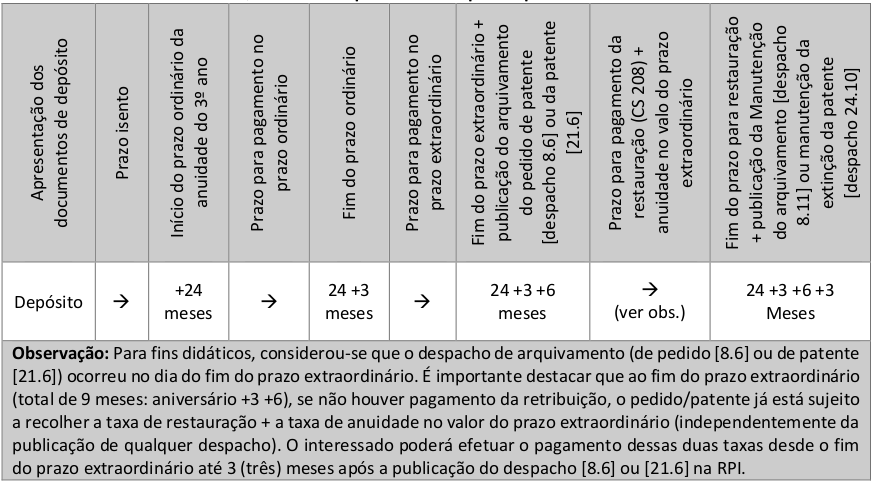 Apresentação dos
documentos de depósito
Prazo isento
Início do prazo ordinário da
anuidade do 3º ano
Prazo para pagamento no
prazo ordinário
Fim do prazo ordinário
Prazo para pagamento no
prazo extraordinário
Fim do prazo extraordinário +
publicação do arquivamento
do pedido de patente
[despacho 8.6] ou da patente
[21.6]
Prazo para pagamento da
restauração (CS 208) +
anuidade no valo do prazo
extraordinário
Fim do prazo para restauração
+ publicação da Manutenção
do arquivamento [despacho
8.11] ou manutenção da
extinção da patente
[despacho 24.10]
Depósito
→
+24
meses
→
24 +3
meses
→
24 +3 +6
meses
→
(ver obs.)
24 +3 +6 +3
Meses
Observação: Para fins didáticos, considerou-se que o despacho de arquivamento (de pedido [8.6] ou de patente
[21.6]) ocorreu no dia do fim do prazo extraordinário. É importante destacar que ao fim do prazo extraordinário
(total de 9 meses: aniversário +3 +6), se não houver pagamento da retribuição, o pedido/patente já está sujeito
a recolher a taxa de restauração + a taxa de anuidade no valor do prazo extraordinário (independentemente da
publicação de qualquer despacho). O interessado poderá efetuar o pagamento dessas duas taxas desde o fim
do prazo extraordinário até 3 (três) meses após a publicação do despacho [8.6] ou [21.6] na RPI.